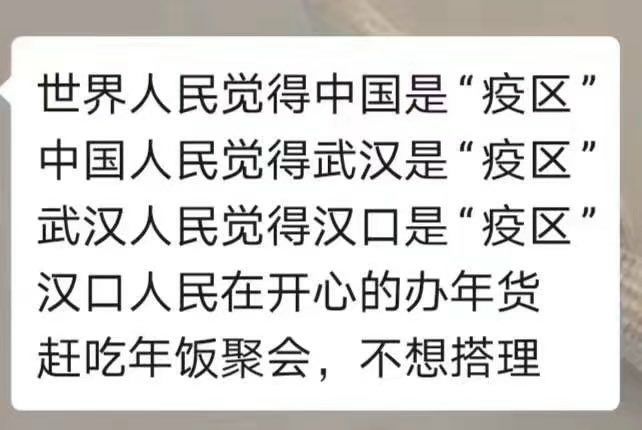 世界人民觉得中国是“疫区”
中国人民觉得武汉是“疫区”
武汉人民觉得汉口是“疫区”
汉口人民在开心的办年货
赶吃年饭聚会，不想搭理